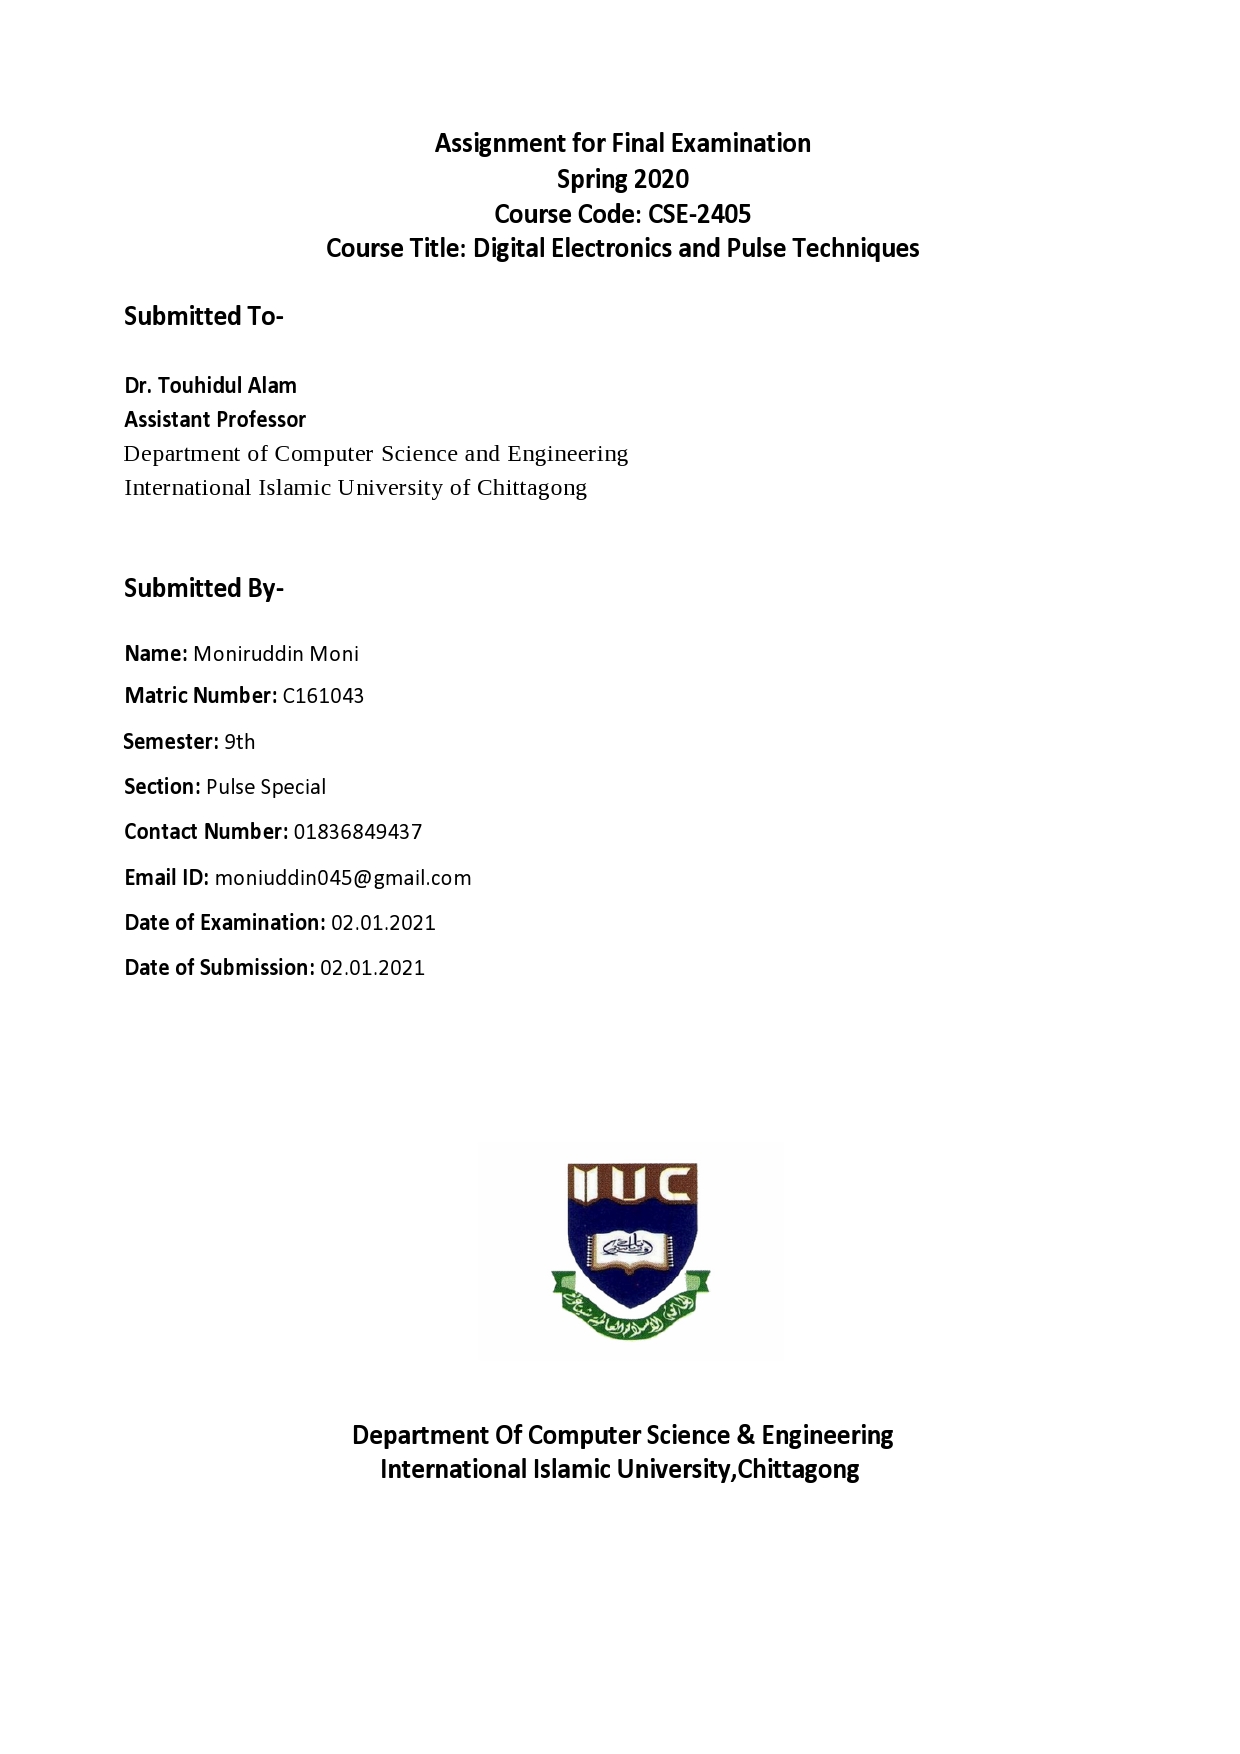 Assignment for Final Examination
Spring 2020
Course Code: CSE-2405
Course Title: Digital Electronics and Pulse Techniques
Submitted To-
Dr. Touhidul Alam
Assistant Professor
Department of Computer Science and Engineering
International Islamic University of Chittagong
Submitted By-
Name: Moniruddin Moni
Matric Number: C161043
Semester: 9th
Section: Pulse Special
Contact Number: 01836849437
Email ID: moniuddin045@gmail.com
Date of Examination: 02.01.2021
Date of Submission: 02.01.2021
IIUC
Department Of Computer Science & Engineering
International Islamic University,Chittagong